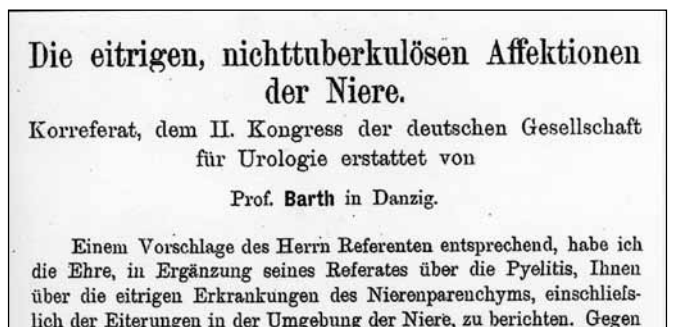 Die eitrigen, nichttuberkulösen Affektionen
der Niere.
Korreferat, dem II. Kongress der deutschen Gesellschaft
für Urologie erstattet von
Prof. Barth in Danzig.
Einem Vorschlage des Herrn Referenten entsprechend, habe ich
die Ehre, in Ergänzung seines Referates über die Pyelitis, Ihnen
über die eitrigen Erkrankungen des Nierenparenchyms, einschliefs-
lich der Eiterungen in der Umgebung der Niere, zu berichten. Gegen